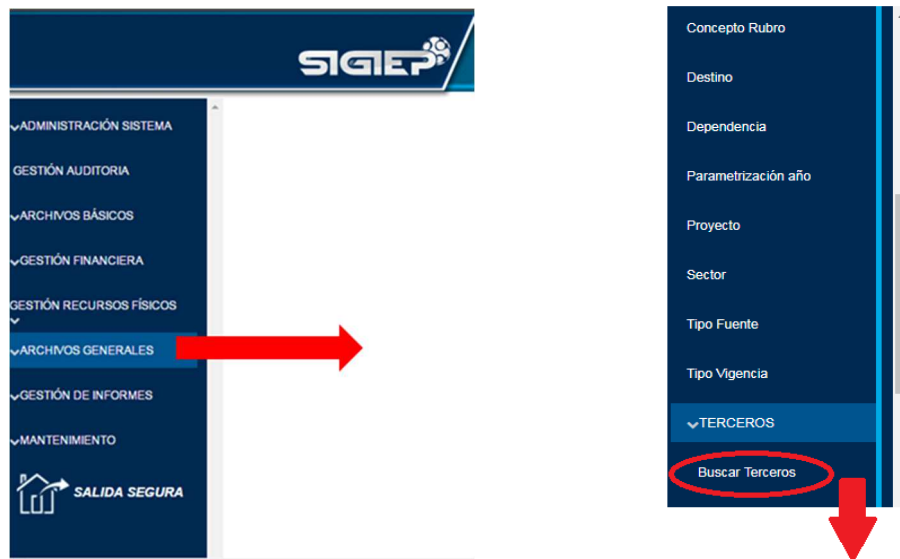 SIGIEP
ADMINISTRACIÓN SISTEMA
GESTIÓN AUDITORIA
ARCHIVOS BÁSICOS
GESTIÓN FINANCIERA
GESTIÓN RECURSOS FÍSICOS
ARCHIVOS GENERALES
GESTIÓN DE INFORMES
MANTENIMIENTO
SALIDA SEGURA
Concepto Rubro
Destino
Dependencia
Parametrización año
Proyecto
Sector
Tipo Fuente
Tipo Vigencia
TERCEROS
Buscar Terceros